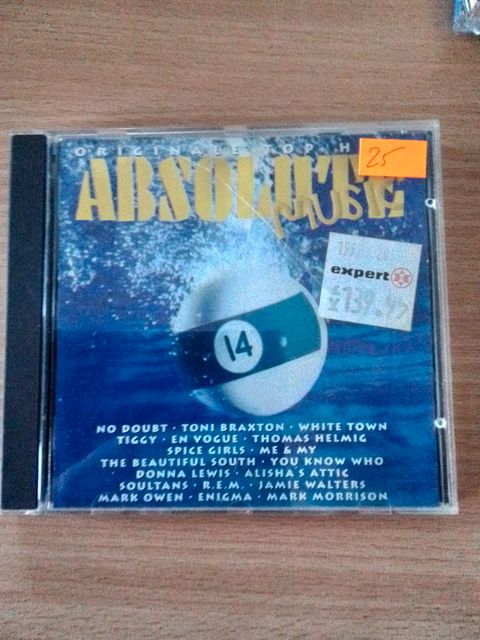 ORIGINALE TOP H
25
ABSOLUTE
music
expert
139.95
14
NO DOUBT · TONI BRAXTON · WHITE TOWN
TIGGY · EN VOGUE · THOMAS HELMIG
SPICE GIRLS · ME & MY
THE BEAUTIFUL SOUTH · YOU KNOW WHO
DONNA LEWIS · ALISHA'S ATTIC
SOULTANS · R.E.M. · JAMIE WALTERS
MARK OWEN · ENIGMA · MARK MORRISON